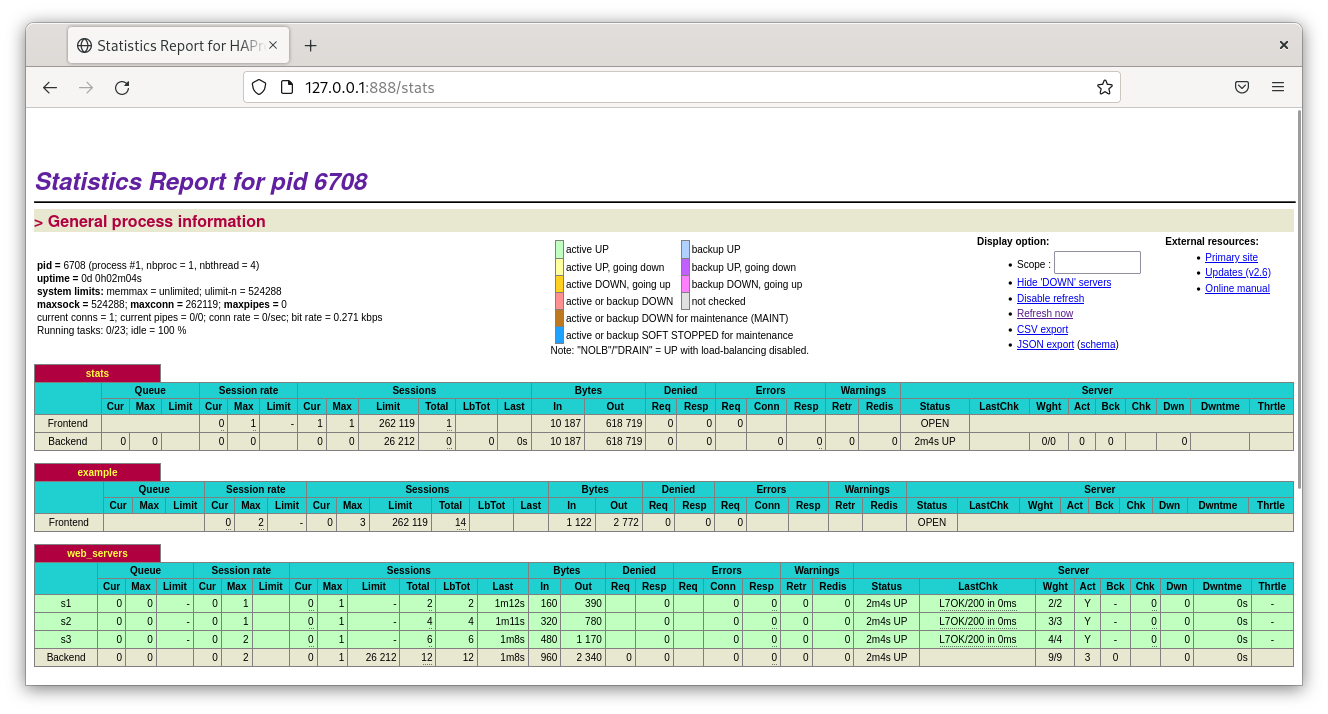 Statistics Report for HAPr
127.0.0.1:888/stats
Statistics Report for pid 6708
> General process information
pid = 6708 (process #1, nbproc = 1, nbthread = 4)
uptime = 0d 0h02m04s
system limits: memmax = unlimited; ulimit-n = 524288
maxsock = 524288; maxconn = 262119; maxpipes = 0
current conns = 1; current pipes = 0/0; conn rate = 0/sec; bit rate = 0.271 kbps
Running tasks: 0/23; idle = 100 %
active UP backup UP
active UP, going down backup UP, going down
active DOWN, going up backup DOWN, going up
active or backup DOWN not checked
active or backup DOWN for maintenance (MAINT)
active or backup SOFT STOPPED for maintenance
Note: "NOLB"/"DRAIN" = UP with load-balancing disabled.
Display option:
• Scope :
• Hide 'DOWN' servers
• Disable refresh
• Refresh now
• CSV export
• JSON export (schema)
External resources:
• Primary site
• Updates (v2.6)
• Online manual
stats
Queue Session rate Sessions Bytes Denied Errors Warnings Server
Cur Max Limit Cur Max Limit Cur Max Limit Total LbTot Last In Out Req Resp Req Conn Resp Retr Redis Status LastChk Wght Act Bck Chk Dwn Dwntme Thrtle
Frontend 0 1 - 1 1 262 119 1 10 187 618 719 0 0 0 OPEN
Backend 0 0 0 0 0 0 26 212 0 0 0s 10 187 618 719 0 0 0 0 0 0 2m4s UP 0/0 0 0 0
example
Queue Session rate Sessions Bytes Denied Errors Warnings Server
Cur Max Limit Cur Max Limit Cur Max Limit Total LbTot Last In Out Req Resp Req Conn Resp Retr Redis Status LastChk Wght Act Bck Chk Dwn Dwntme Thrtle
Frontend 0 2 - 0 3 262 119 14 1 122 2 772 0 0 0 OPEN
web_servers
Queue Session rate Sessions Bytes Denied Errors Warnings Server
Cur Max Limit Cur Max Limit Cur Max Limit Total LbTot Last In Out Req Resp Req Conn Resp Retr Redis Status LastChk Wght Act Bck Chk Dwn Dwntme Thrtle
s1 0 0 - 0 1 0 1 - 2 2 1m12s 160 390 0 0 0 0 0 2m4s UP L7OK/200 in 0ms 2/2 Y - 0 0 0s -
s2 0 0 - 0 1 0 1 - 4 4 1m11s 320 780 0 0 0 0 0 2m4s UP L7OK/200 in 0ms 3/3 Y - 0 0 0s -
s3 0 0 - 0 2 0 1 - 6 6 1m8s 480 1 170 0 0 0 0 0 2m4s UP L7OK/200 in 0ms 4/4 Y - 0 0 0s -
Backend 0 0 0 2 0 1 26 212 12 12 1m8s 960 2 340 0 0 0 0 0 0 2m4s UP 9/9 3 0 0 0s